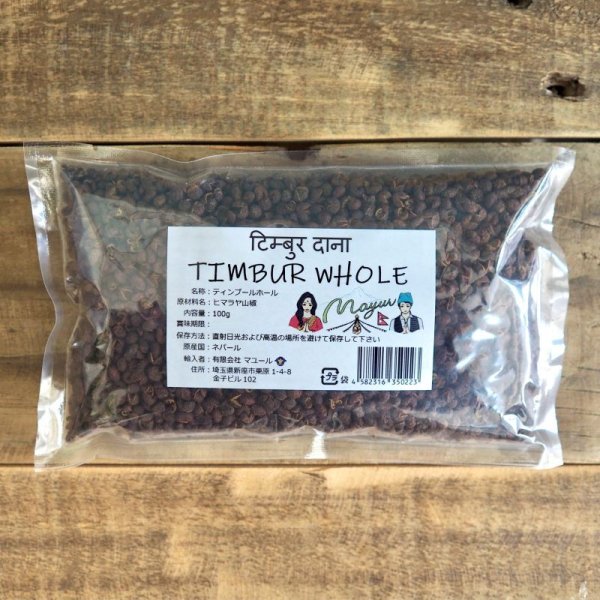 टिम्बुर दाना
TIMBUR WHOLE
名称：ティンブールホール
原材料名：ヒマラヤ山椒
内容量：100g
賞味期限：
Mayur
保存方法：直射日光および高温の場所を避けて保存して下さい
原産国：ネパール
輸入者：有限会社 マユール
住所：埼玉県新座市栗原 1-4-8
金子ビル 102
プラ
袋
4 582316 350223